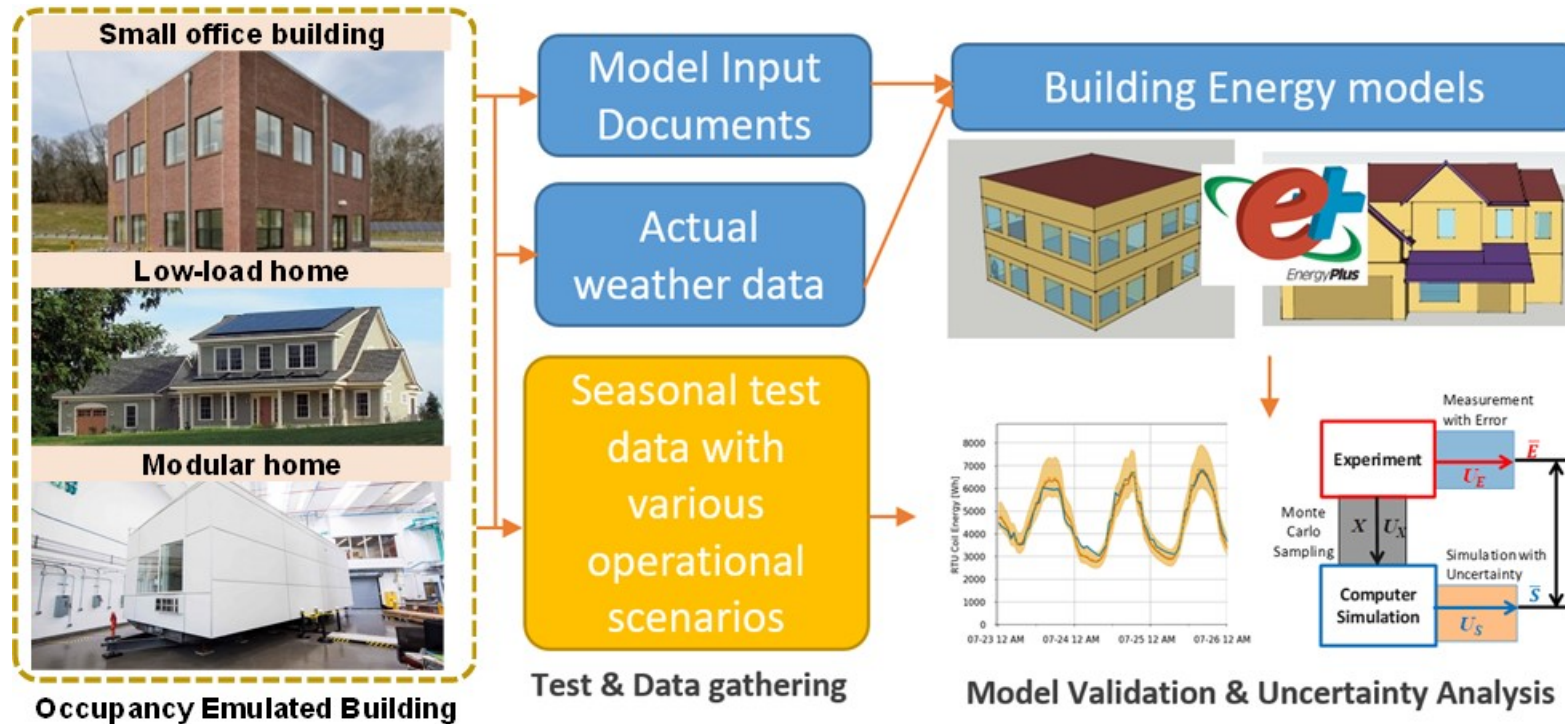 Small office building
Low-load home
Modular home
Occupancy Emulated Building
Model Input
Documents
Actual
weather data
Seasonal test
data with
various
operational
scenarios
Test & Data gathering
Building Energy models
e+
EnergyPlus
RTU Coil Energy [Wh]
8000
7000
6000
5000
4000
3000
2000
1000
0
07-23 12 AM 07-24 12 AM 07-25 12 AM 07-26 12 AM
Measurement
with Error
Experiment
E̅
U_E
Monte
Carlo
Sampling
X U_X
Simulation with
Uncertainty
Computer
Simulation
S̅
U_S
Model Validation & Uncertainty Analysis